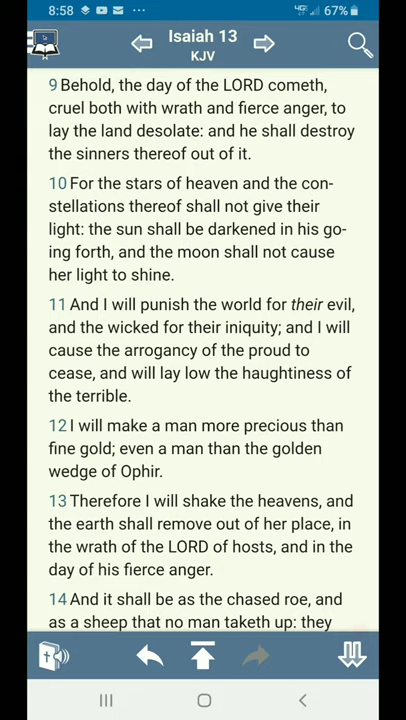 8:58
67%
Isaiah 13
KJV
9 Behold, the day of the LORD cometh,
cruel both with wrath and fierce anger, to
lay the land desolate: and he shall destroy
the sinners thereof out of it.
10 For the stars of heaven and the con-
stellations thereof shall not give their
light: the sun shall be darkened in his go-
ing forth, and the moon shall not cause
her light to shine.
11 And I will punish the world for their evil,
and the wicked for their iniquity; and I will
cause the arrogancy of the proud to
cease, and will lay low the haughtiness of
the terrible.
12 I will make a man more precious than
fine gold; even a man than the golden
wedge of Ophir.
13 Therefore I will shake the heavens, and
the earth shall remove out of her place, in
the wrath of the LORD of hosts, and in the
day of his fierce anger.
14 And it shall be as the chased roe, and
as a sheep that no man taketh up: they